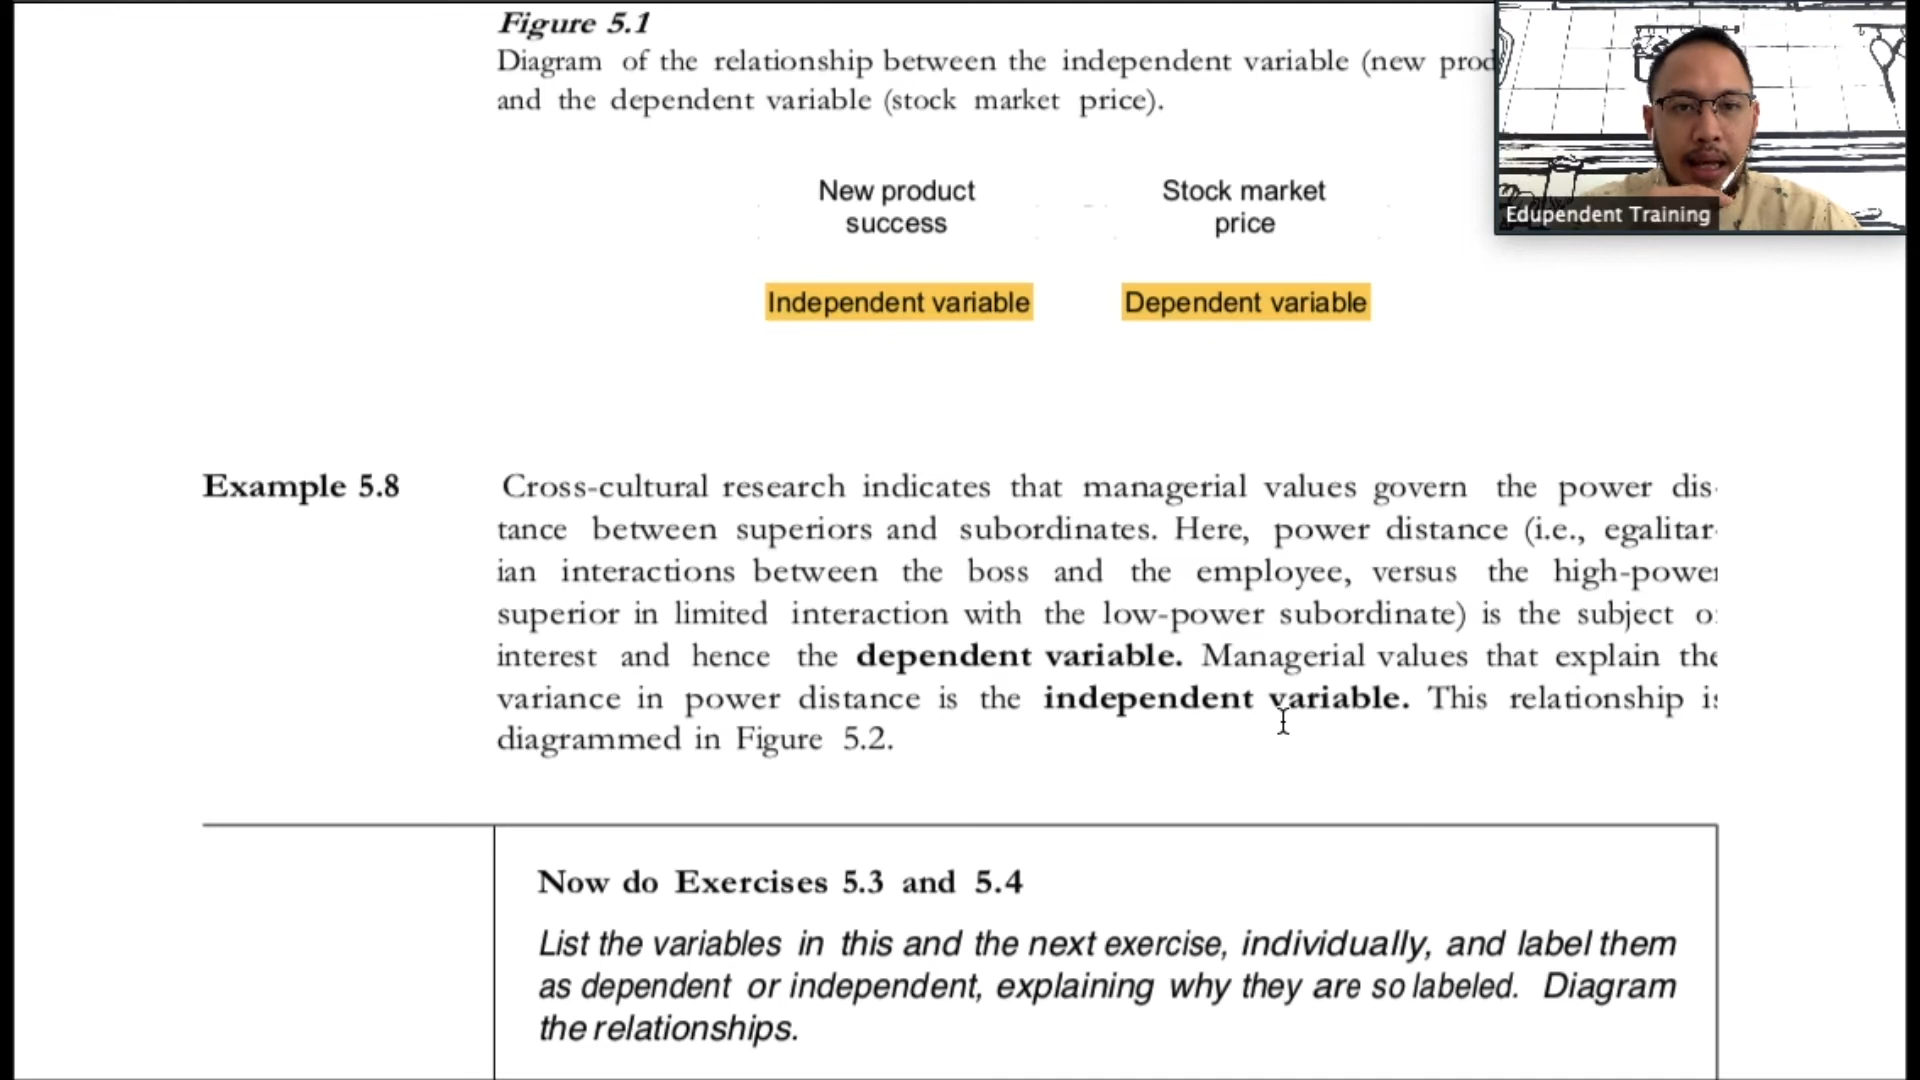 Figure 5.1
Diagram of the relationship between the independent variable (new prod
and the dependent variable (stock market price).
New product
success
Stock market
price
Edupendent Training
Independent variable
Dependent variable
Example 5.8
Cross-cultural research indicates that managerial values govern the power dis-
tance between superiors and subordinates. Here, power distance (i.e., egalitar-
ian interactions between the boss and the employee, versus the high-power
superior in limited interaction with the low-power subordinate) is the subject o
interest and hence the dependent variable. Managerial values that explain the
variance in power distance is the independent variable. This relationship is
diagrammed in Figure 5.2.
Now do Exercises 5.3 and 5.4
List the variables in this and the next exercise, individually, and label them
as dependent or independent, explaining why they are so labeled. Diagram
the relationships.